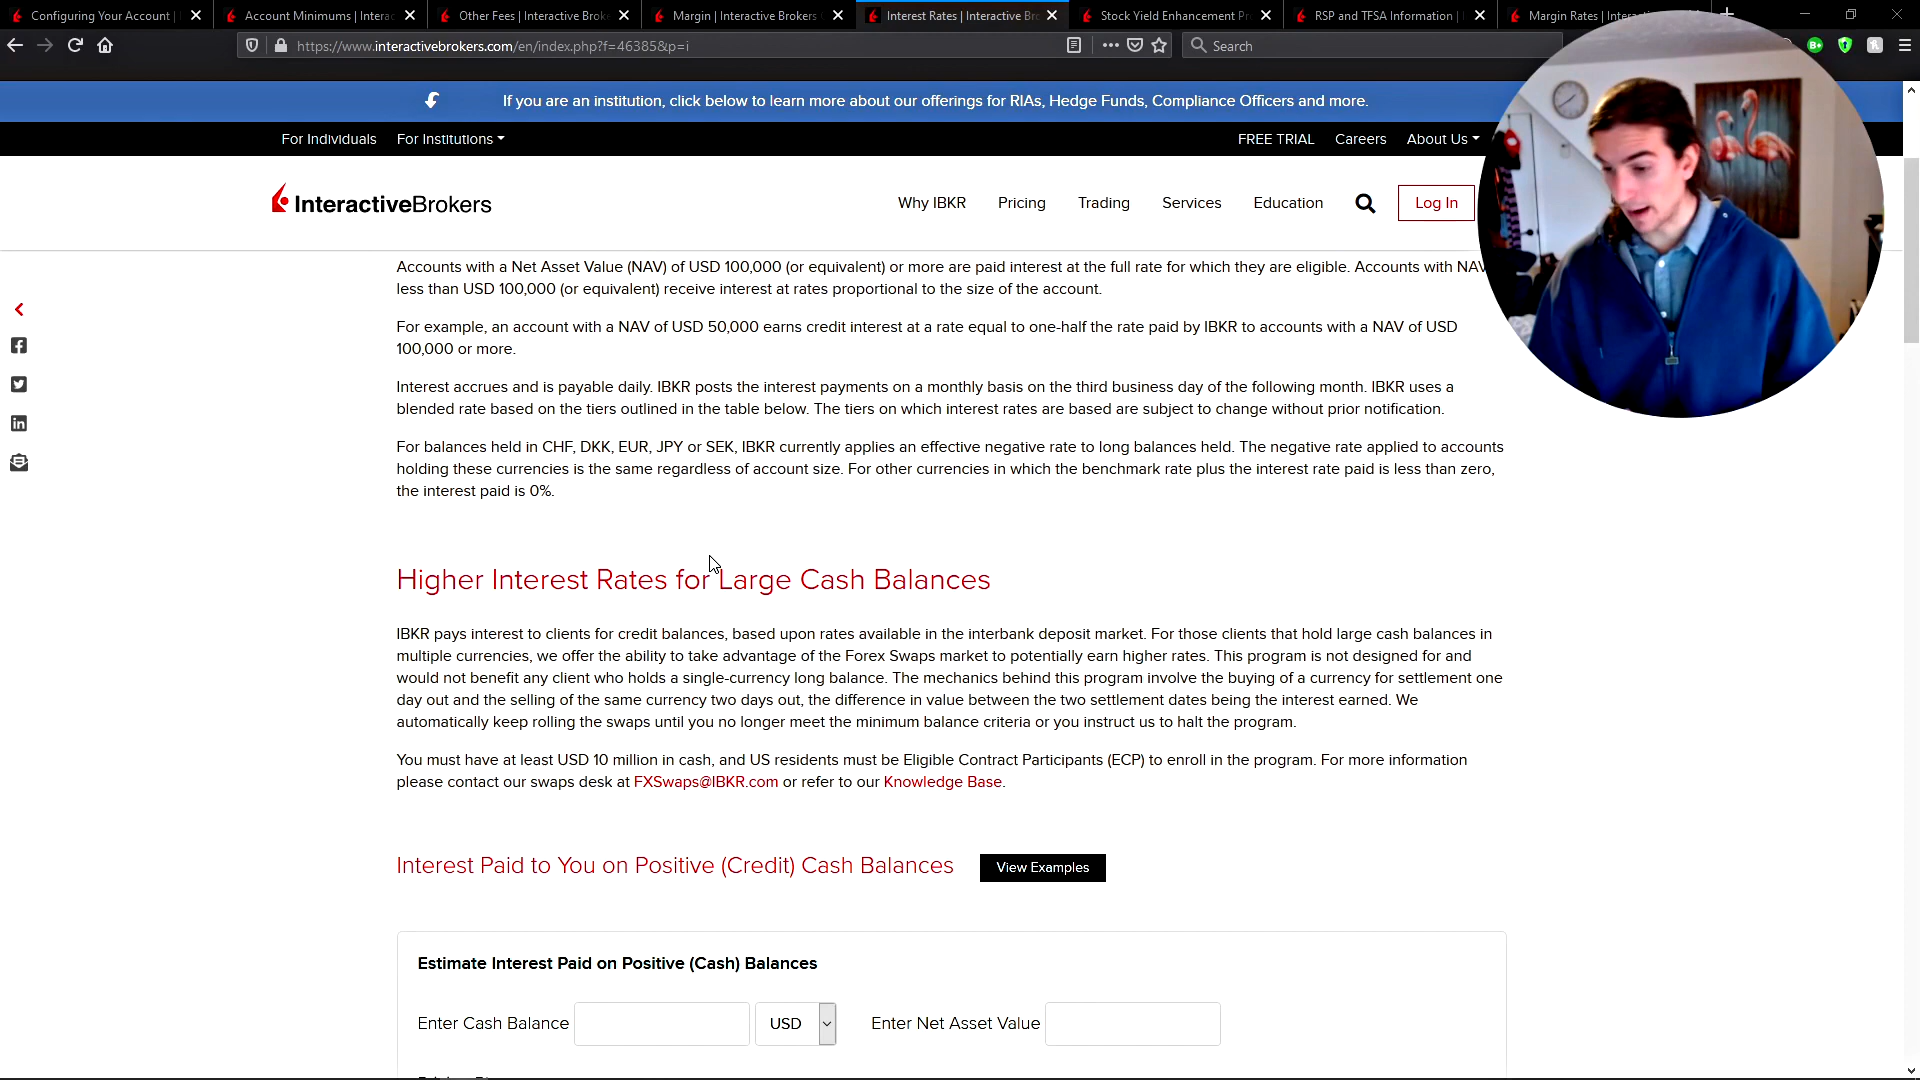 Configuring Your Account |
Account Minimums | Interac
Other Fees | Interactive Broke
Margin | Interactive Brokers
Interest Rates | Interactive Bro
Stock Yield Enhancement Pr
RSP and TFSA Information |
Margin Rates | Interac
https://www.interactivebrokers.com/en/index.php?f=46385&p=i
Search
If you are an institution, click below to learn more about our offerings for RIAs, Hedge Funds, Compliance Officers and more.
For Individuals
For Institutions
FREE TRIAL
Careers
About Us
InteractiveBrokers
Why IBKR
Pricing
Trading
Services
Education
Log In
Accounts with a Net Asset Value (NAV) of USD 100,000 (or equivalent) or more are paid interest at the full rate for which they are eligible. Accounts with NAV
less than USD 100,000 (or equivalent) receive interest at rates proportional to the size of the account.
For example, an account with a NAV of USD 50,000 earns credit interest at a rate equal to one-half the rate paid by IBKR to accounts with a NAV of USD
100,000 or more.
Interest accrues and is payable daily. IBKR posts the interest payments on a monthly basis on the third business day of the following month. IBKR uses a
blended rate based on the tiers outlined in the table below. The tiers on which interest rates are based are subject to change without prior notification.
For balances held in CHF, DKK, EUR, JPY or SEK, IBKR currently applies an effective negative rate to long balances held. The negative rate applied to accounts
holding these currencies is the same regardless of account size. For other currencies in which the benchmark rate plus the interest rate paid is less than zero,
the interest paid is 0%.
Higher Interest Rates for Large Cash Balances
IBKR pays interest to clients for credit balances, based upon rates available in the interbank deposit market. For those clients that hold large cash balances in
multiple currencies, we offer the ability to take advantage of the Forex Swaps market to potentially earn higher rates. This program is not designed for and
would not benefit any client who holds a single-currency long balance. The mechanics behind this program involve the buying of a currency for settlement one
day out and the selling of the same currency two days out, the difference in value between the two settlement dates being the interest earned. We
automatically keep rolling the swaps until you no longer meet the minimum balance criteria or you instruct us to halt the program.
You must have at least USD 10 million in cash, and US residents must be Eligible Contract Participants (ECP) to enroll in the program. For more information
please contact our swaps desk at FXSwaps@IBKR.com or refer to our Knowledge Base.
Interest Paid to You on Positive (Credit) Cash Balances
View Examples
Estimate Interest Paid on Positive (Cash) Balances
Enter Cash Balance
USD
Enter Net Asset Value